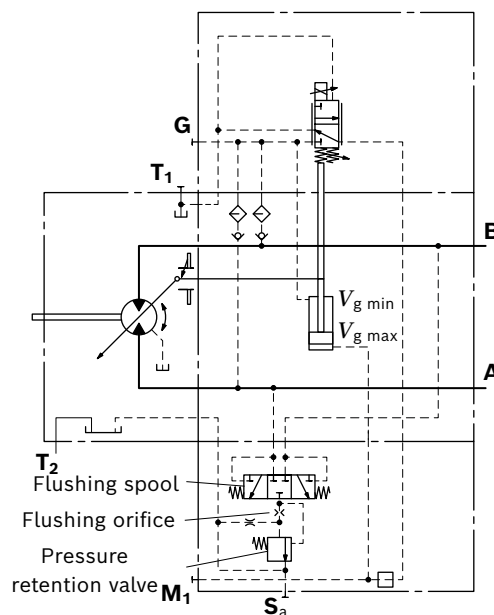 G
T1
B
Vg min
Vg max
A
T2
Flushing spool
Flushing orifice
Pressure
retention valve
M1
Sa